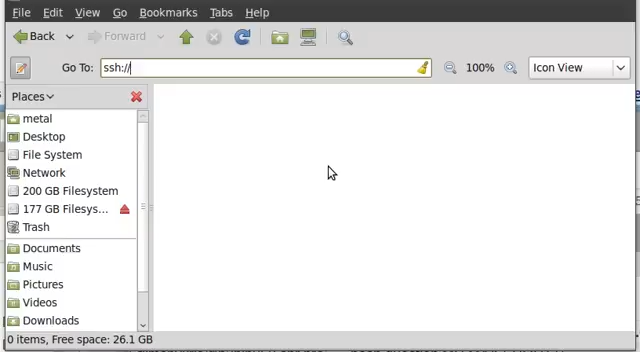 File Edit View Go Bookmarks Tabs Help
Back Forward
Go To: ssh:// 100% Icon View
Places
metal
Desktop
File System
Network
200 GB Filesystem
177 GB Filesys...
Trash
Documents
Music
Pictures
Videos
Downloads
0 items, Free space: 26.1 GB